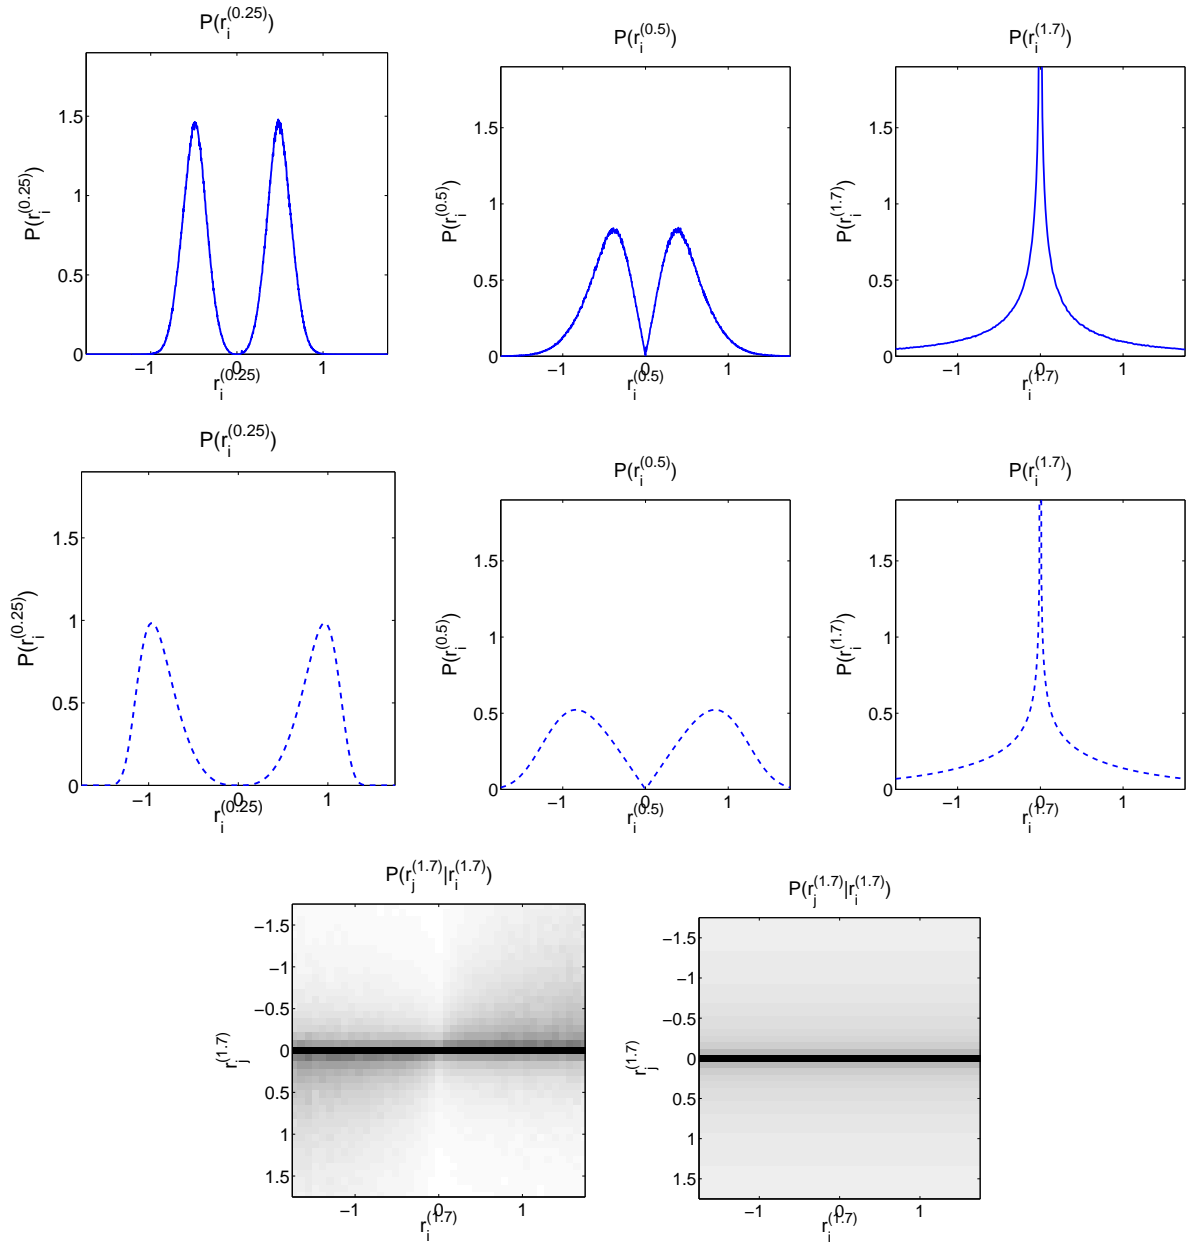 P(r_i^(0.25))
1.5
1
0.5
0
P(r_i^(0.25))
−1 0 1
r_i^(0.25)
P(r_i^(0.5))
1.5
1
0.5
0
P(r_i^(0.5))
−1 0 1
r_i^(0.5)
P(r_i^(1.7))
1.5
1
0.5
0
P(r_i^(1.7))
−1 0 1
r_i^(1.7)
P(r_i^(0.25))
1.5
1
0.5
0
P(r_i^(0.25))
−1 0 1
r_i^(0.25)
P(r_i^(0.5))
1.5
1
0.5
0
P(r_i^(0.5))
−1 0 1
r_i^(0.5)
P(r_i^(1.7))
1.5
1
0.5
0
P(r_i^(1.7))
−1 0 1
r_i^(1.7)
P(r_j^(1.7)|r_i^(1.7))
−1.5
−1
−0.5
0
0.5
1
1.5
r_j^(1.7)
−1 0 1
r_i^(1.7)
P(r_j^(1.7)|r_i^(1.7))
−1.5
−1
−0.5
0
0.5
1
1.5
r_j^(1.7)
−1 0 1
r_i^(1.7)